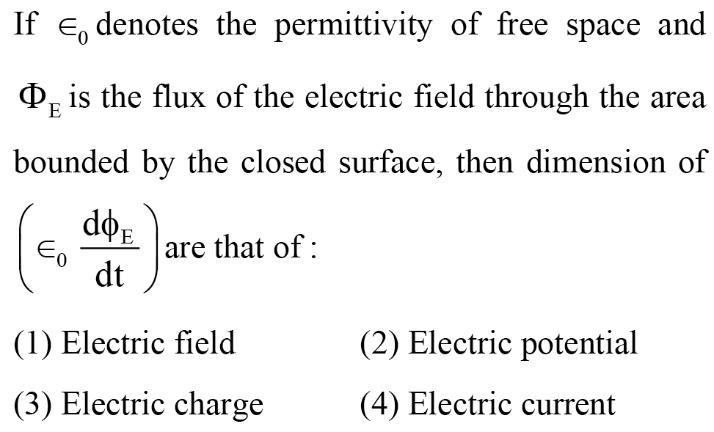 If ∈₀ denotes the permittivity of free space and
Φ_E is the flux of the electric field through the area
bounded by the closed surface, then dimension of
(∈₀ dϕ_E/dt) are that of :
(1) Electric field (2) Electric potential
(3) Electric charge (4) Electric current